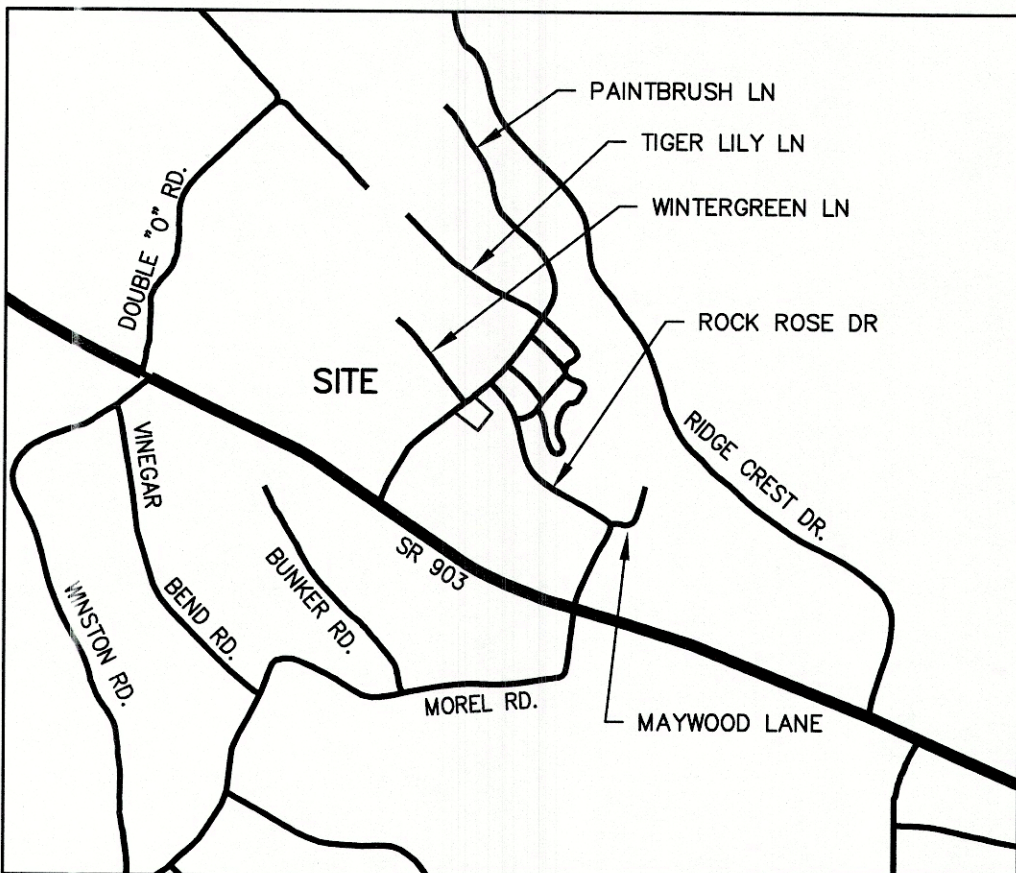 PAINTBRUSH LN
TIGER LILY LN
WINTERGREEN LN
DOUBLE "O" RD.
ROCK ROSE DR
SITE
RIDGE CREST DR.
VINEGAR
BEND RD.
BUNKER RD.
SR 903
WINSTON RD.
MOREL RD.
MAYWOOD LANE